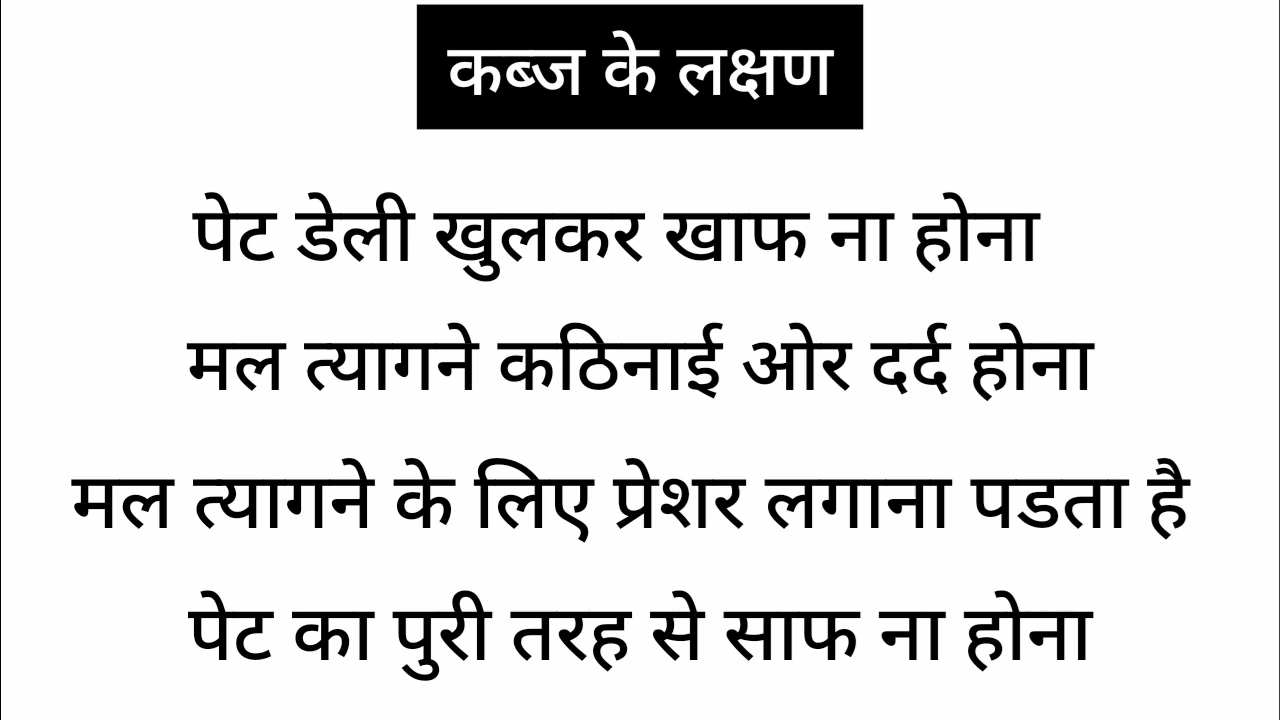 कब्ज के लक्षण
पेट डेली खुलकर खाफ ना होना
मल त्यागने कठिनाई ओर दर्द होना
मल त्यागने के लिए प्रेशर लगाना पडता है
पेट का पुरी तरह से साफ ना होना